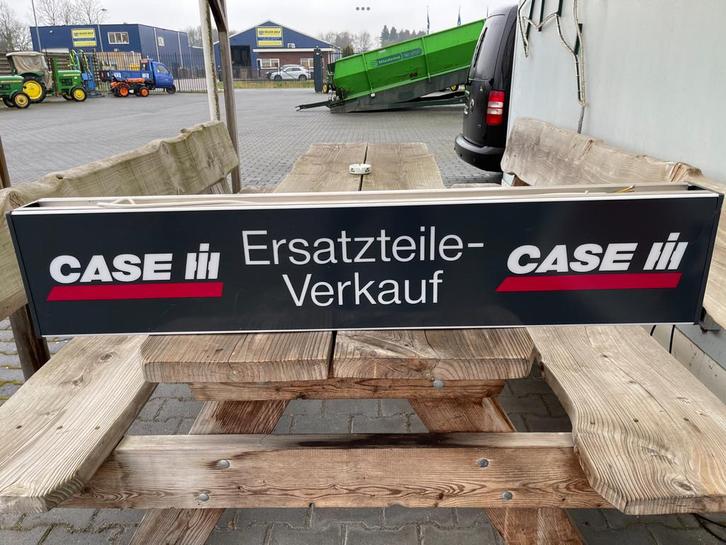 CASE IH
Ersatzteile-
Verkauf
CASE IH